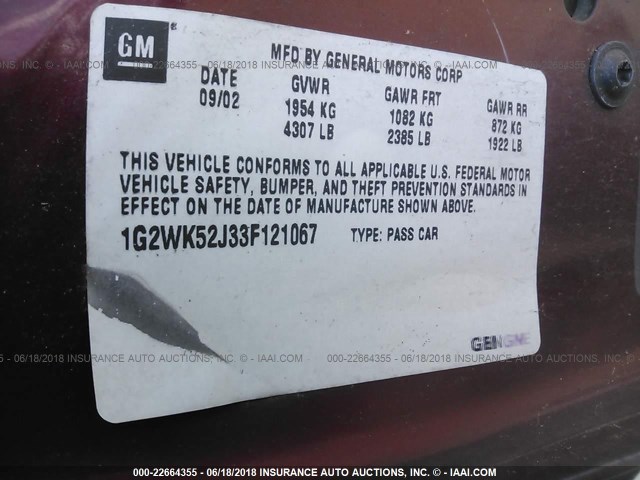 GM
MFD BY GENERAL MOTORS CORP
DATE GVWR GAWR FRT GAWR RR
09/02 1954 KG 1082 KG 872 KG
4307 LB 2385 LB 1922 LB
THIS VEHICLE CONFORMS TO ALL APPLICABLE U.S. FEDERAL MOTOR
VEHICLE SAFETY, BUMPER, AND THEFT PREVENTION STANDARDS IN
EFFECT ON THE DATE OF MANUFACTURE SHOWN ABOVE.
1G2WK52J33F121067 TYPE: PASS CAR
000-22664355 - 06/18/2018 INSURANCE AUTO AUCTIONS, INC. - © IAAI.COM